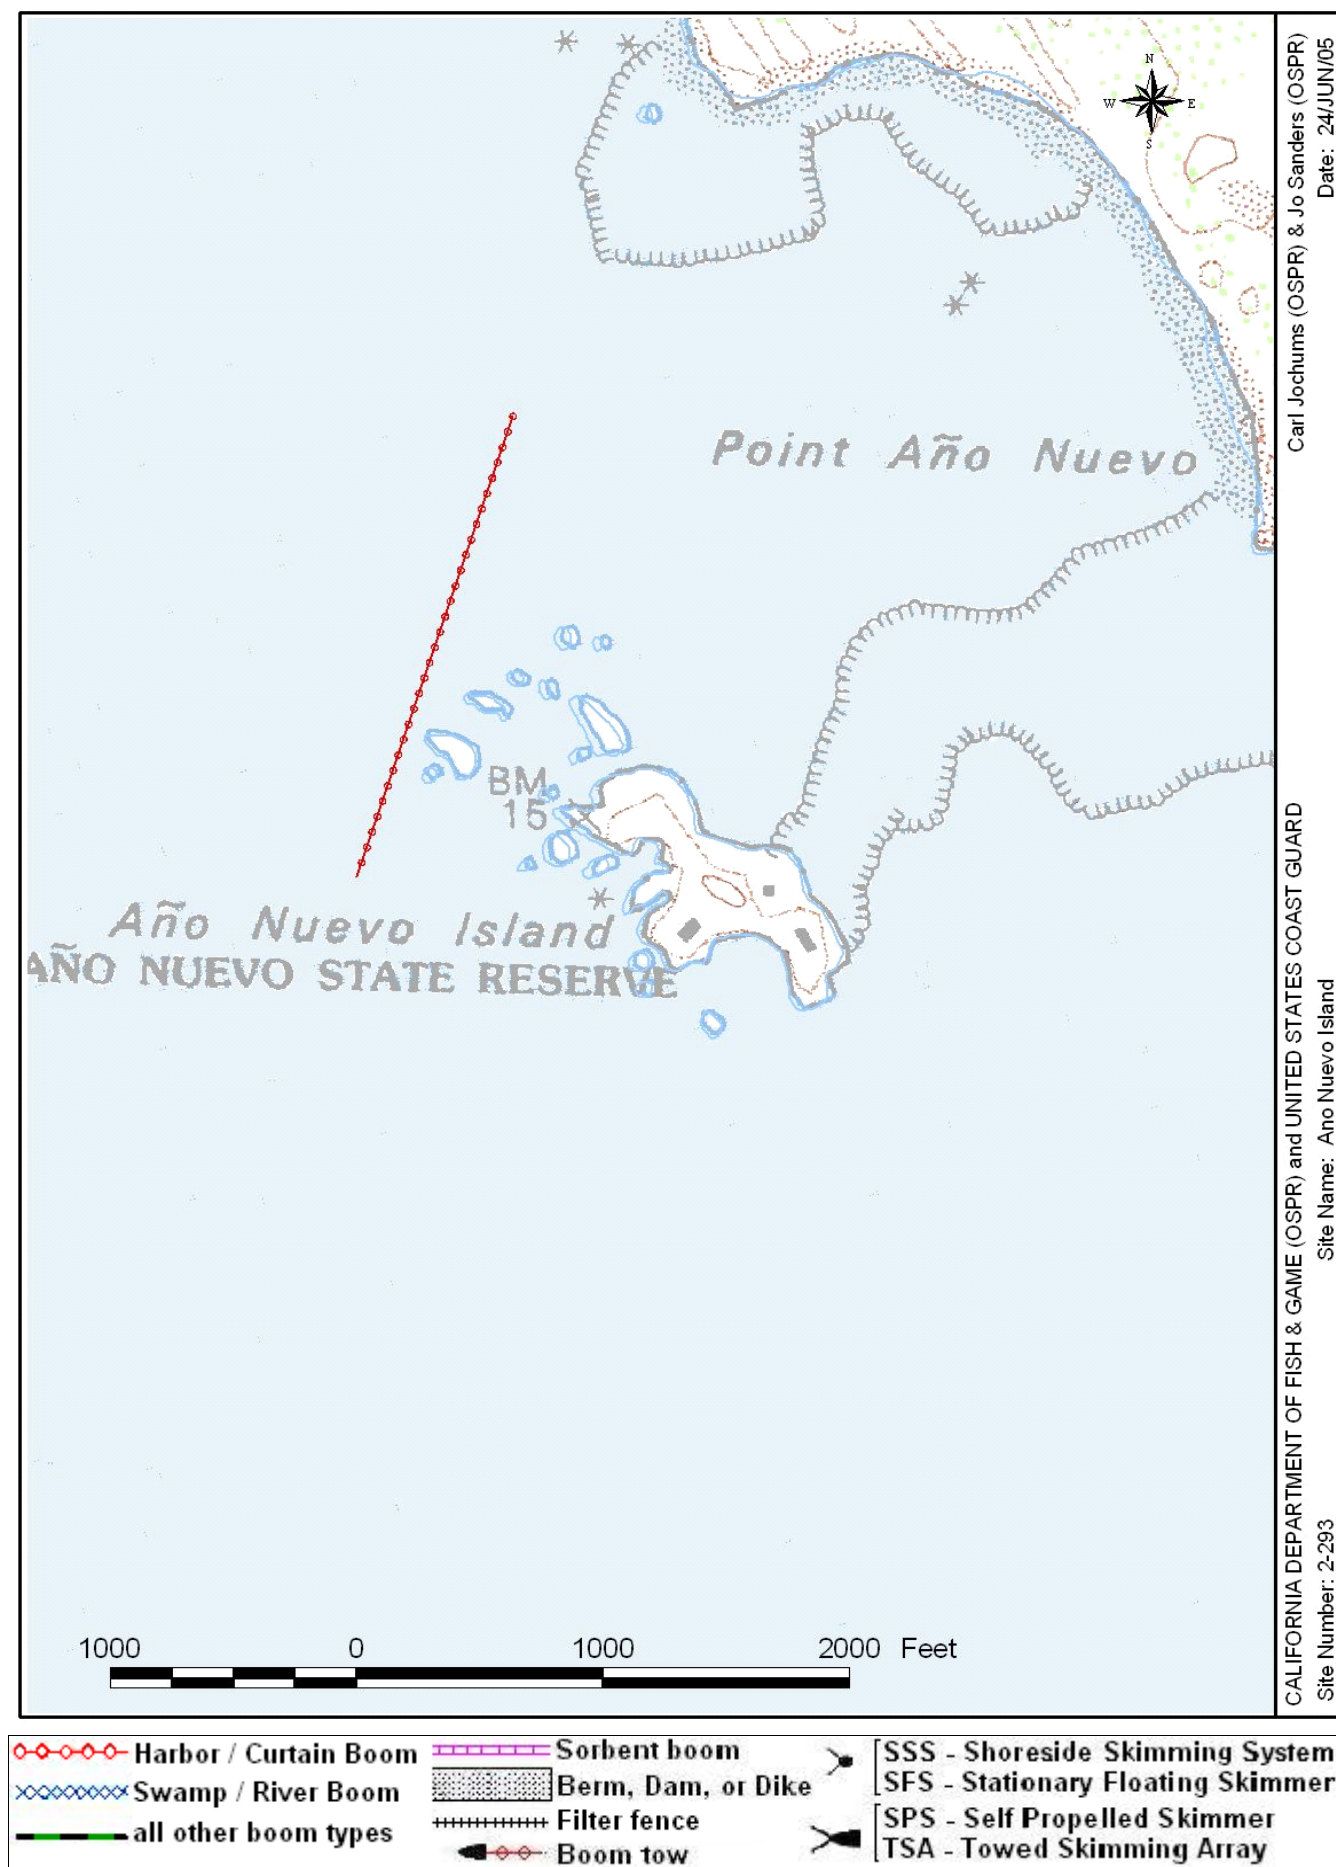 N
W E
S
Point Año Nuevo
BM
15
Año Nuevo Island
AÑO NUEVO STATE RESERVE
1000 0 1000 2000 Feet
Carl Jochums (OSPR) & Jo Sanders (OSPR)
Date: 24/JUN/05
CALIFORNIA DEPARTMENT OF FISH & GAME (OSPR) and UNITED STATES COAST GUARD
Site Number: 2-293 Site Name: Ano Nuevo Island
Harbor / Curtain Boom
Swamp / River Boom
all other boom types
Sorbent boom
Berm, Dam, or Dike
Filter fence
Boom tow
SSS - Shoreside Skimming System
SFS - Stationary Floating Skimmer
SPS - Self Propelled Skimmer
TSA - Towed Skimming Array